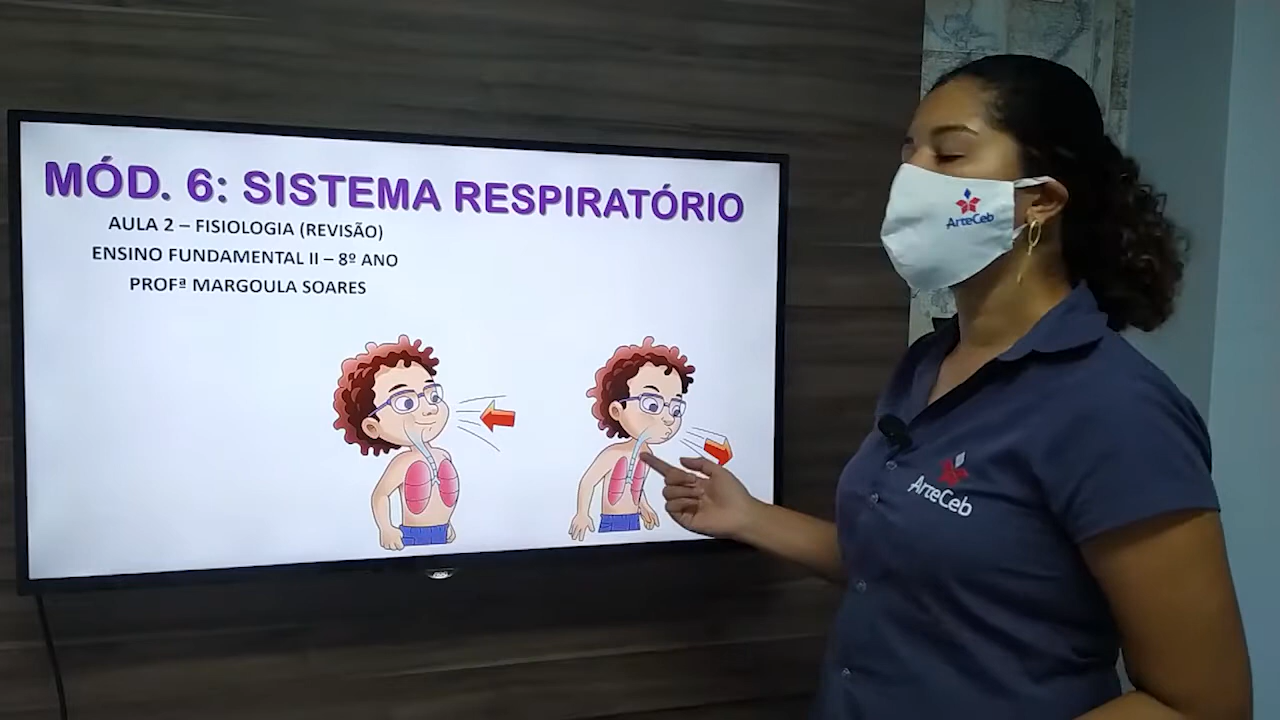 MÓD. 6: SISTEMA RESPIRATÓRIO
AULA 2 – FISIOLOGIA (REVISÃO)
ENSINO FUNDAMENTAL II – 8º ANO
PROFª MARGOULA SOARES
ArteCeb
ArteCeb